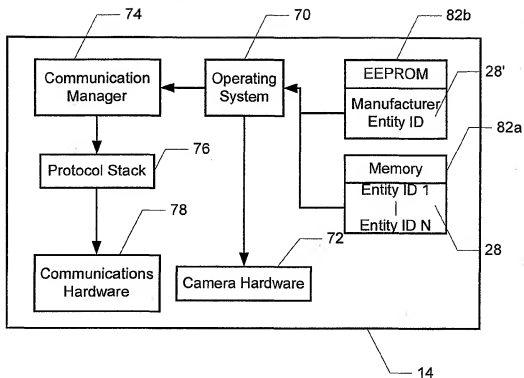 74
70
82b
Communication
Manager
Operating
System
EEPROM
Manufacturer
Entity ID
28'
82a
76
Protocol Stack
Memory
Entity ID 1
Entity ID N
78
72
28
Communications
Hardware
Camera Hardware
14